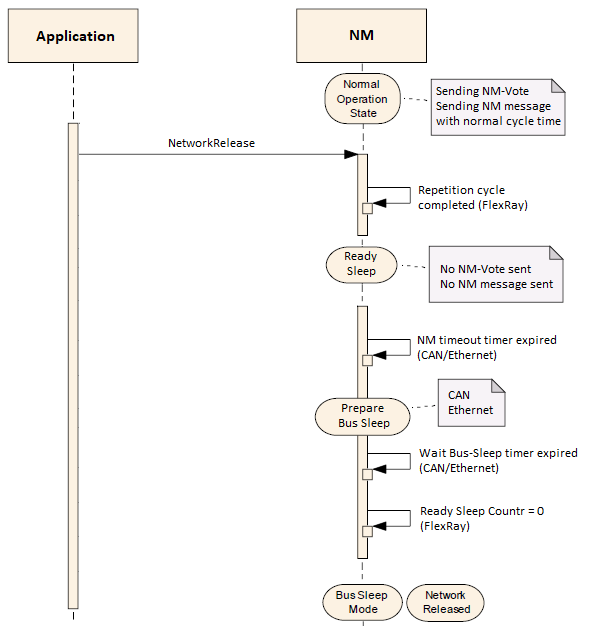 Application
NM
Normal
Operation
State
Sending NM-Vote
Sending NM message
with normal cycle time
NetworkRelease
Repetition cycle
completed (FlexRay)
Ready
Sleep
No NM-Vote sent
No NM message sent
NM timeout timer expired
(CAN/Ethernet)
Prepare
Bus Sleep
CAN
Ethernet
Wait Bus-Sleep timer expired
(CAN/Ethernet)
Ready Sleep Countr = 0
(FlexRay)
Bus Sleep
Mode
Network
Released